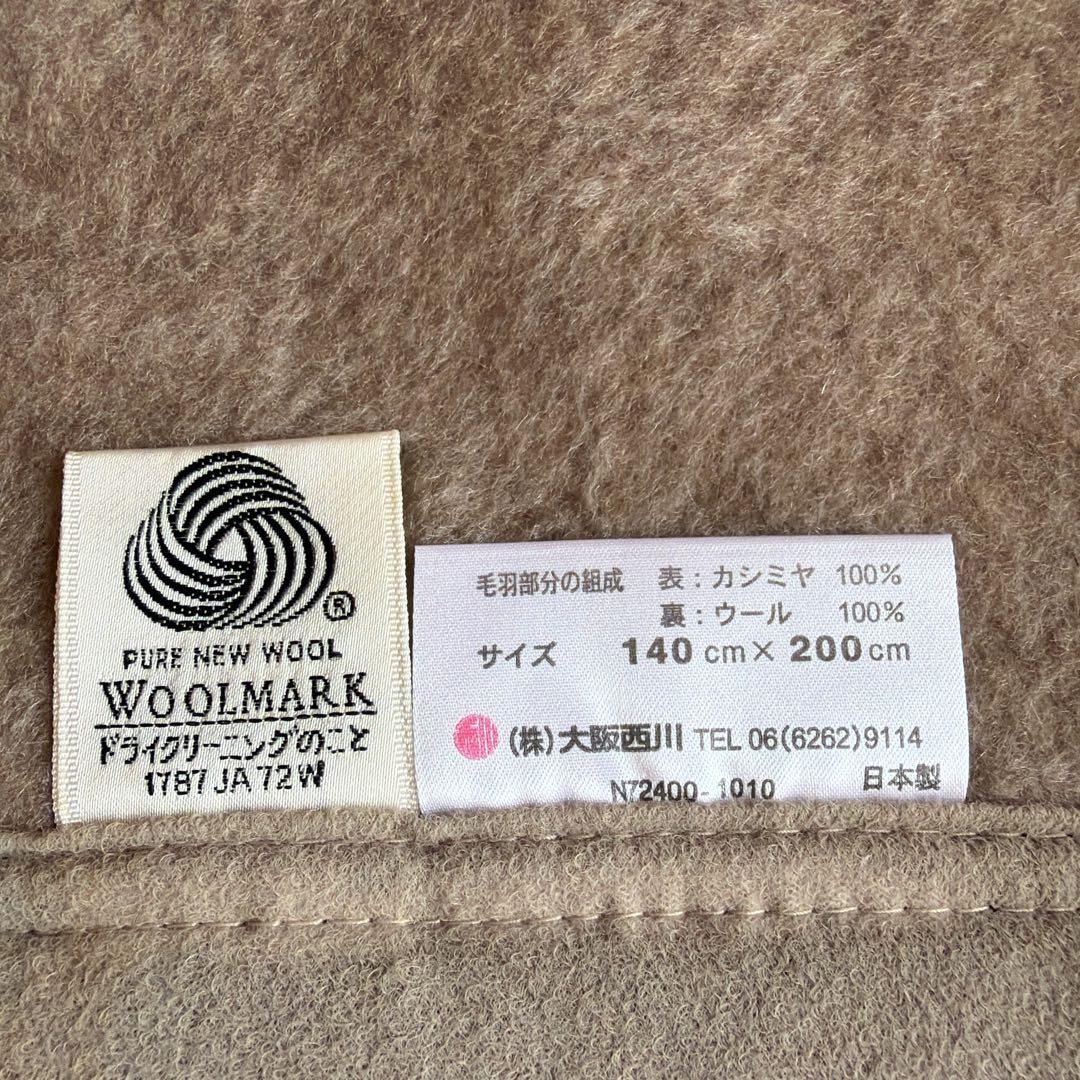 ®
PURE NEW WOOL
WOOLMARK
ドライクリーニングのこと
1787 JA 72W
毛羽部分の組成 表：カシミヤ 100%
裏：ウール 100%
サイズ 140 cm × 200 cm
(株)大阪西川 TEL 06(6262)9114
N72400-1010 日本製